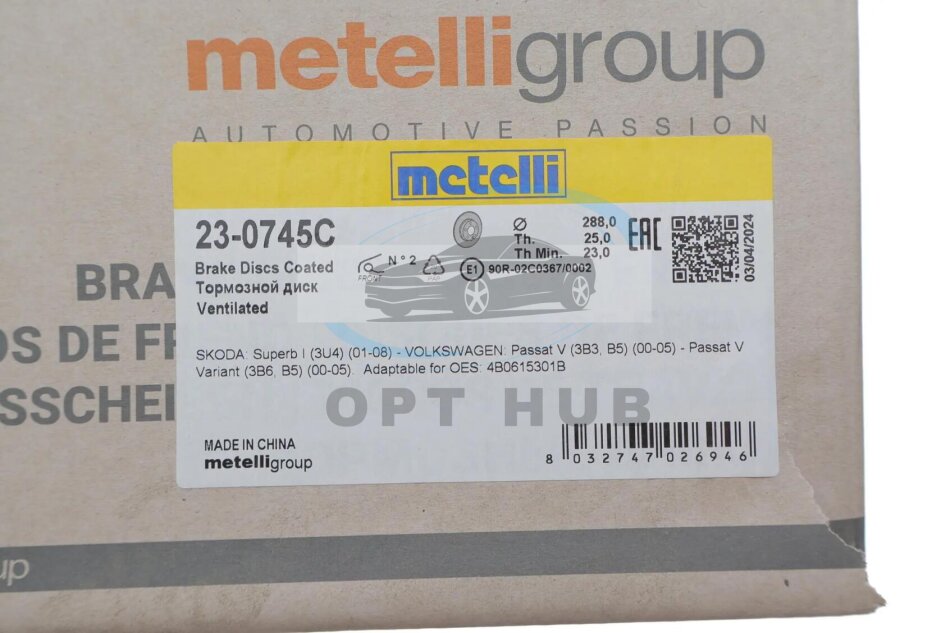 metelligroup
AUTOMOTIVE PASSION
metelli
23-0745C
Brake Discs Coated
Тормозной диск
Ventilated
FRONT
N°2
PAP
Ø 288,0
Th. 25,0
Th Min. 23,0
E1 90R-02C0367/0002
EAC
03/04/2024
SKODA: Superb I (3U4) (01-08) - VOLKSWAGEN: Passat V (3B3, B5) (00-05) - Passat V
Variant (3B6, B5) (00-05). Adaptable for OES: 4B0615301B
OPT HUB
MADE IN CHINA
metelligroup
8 032747 026946
BRA
OS DE FR
SSCHEI
up